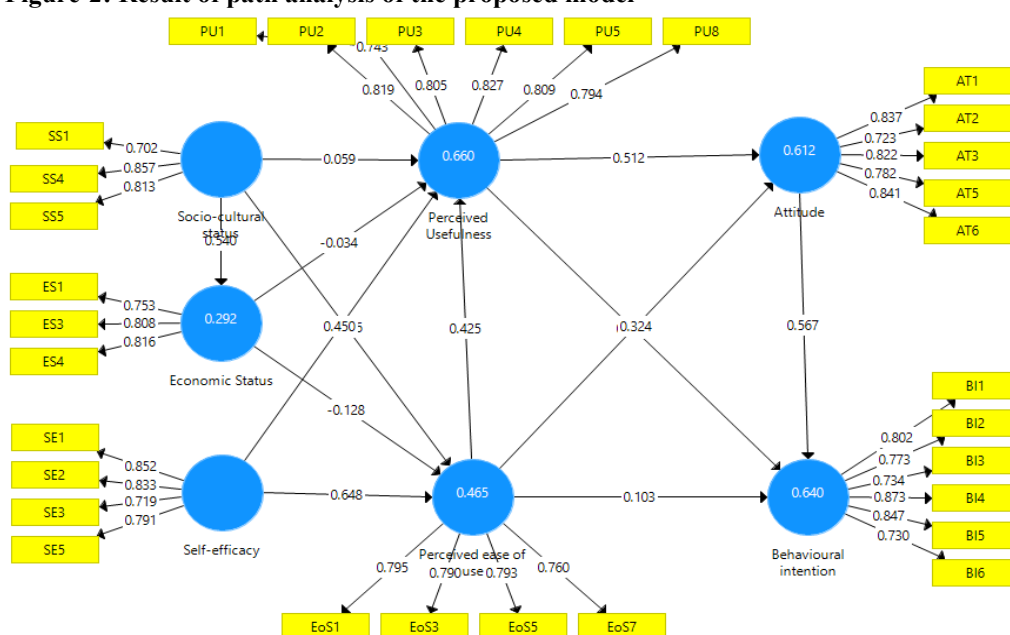 Figure 2: Result of path analysis of the proposed model
PU1 PU2 PU3 PU4 PU5 PU8
0.743
0.819 0.805 0.827 0.809 0.794
AT1
AT2
AT3
AT5
AT6
0.837
0.723
0.822
0.782
0.841
SS1
SS4
SS5
0.702
0.857
0.813
Socio-cultural
status
0.059
0.660
Perceived
Usefulness
0.512
0.612
Attitude
0.540
-0.034
ES1
ES3
ES4
0.753
0.808
0.816
0.292
Economic Status
0.450
0.425
0.324
0.567
-0.128
SE1
SE2
SE3
SE5
0.852
0.833
0.719
0.791
Self-efficacy
0.648
0.465
Perceived ease of
use
0.103
0.640
Behavioural
intention
BI1
BI2
BI3
BI4
BI5
BI6
0.802
0.773
0.734
0.873
0.847
0.730
0.795 0.790 0.793 0.760
EoS1 EoS3 EoS5 EoS7